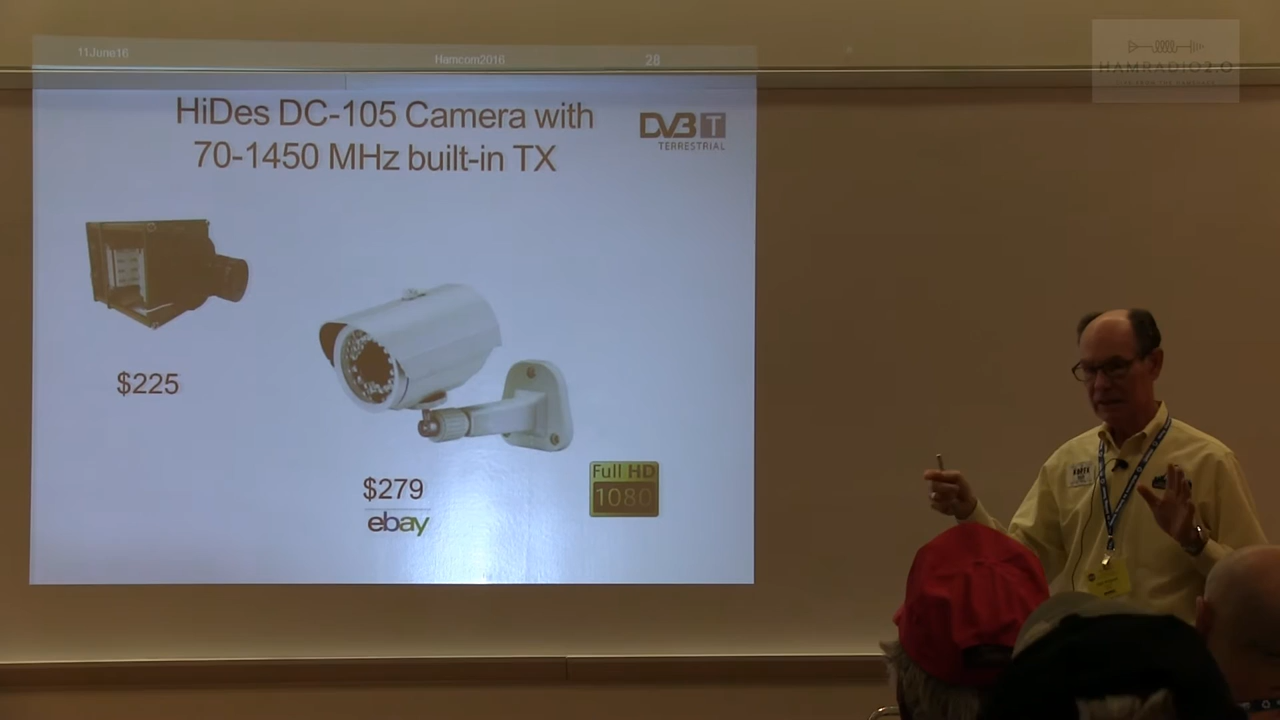 11June16
Hamcom2016
28
HAMRADIO2.0
HiDes DC-105 Camera with
70-1450 MHz built-in TX
DVB T
TERRESTRIAL
$225
$279
ebay
Full HD
1080